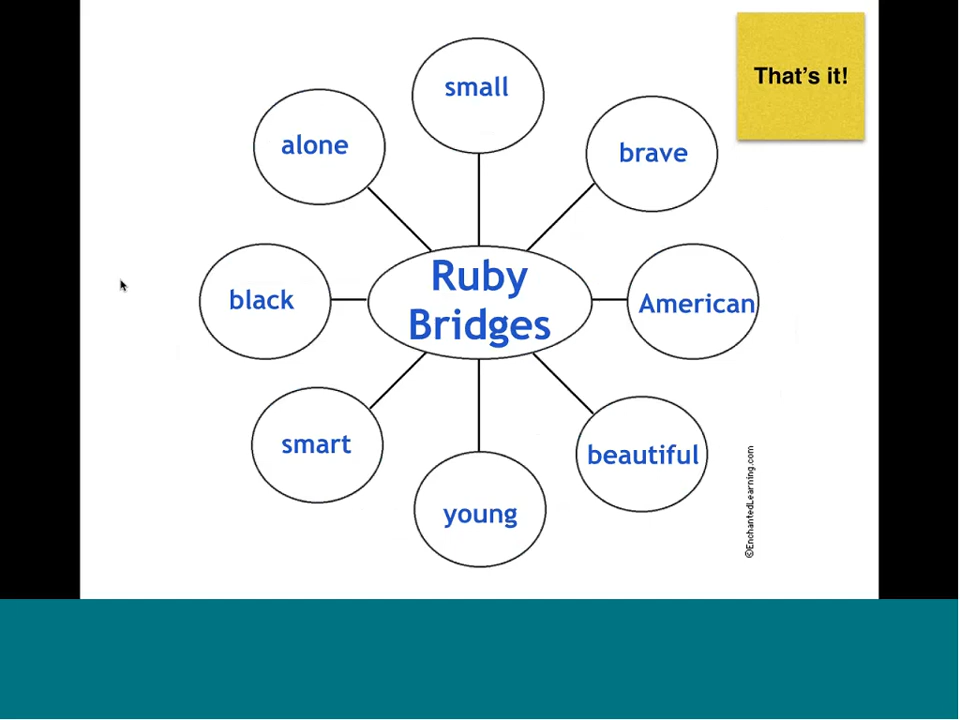 small
That's it!
alone
brave
Ruby
Bridges
black
American
smart
beautiful
young
©EnchantedLearning.com